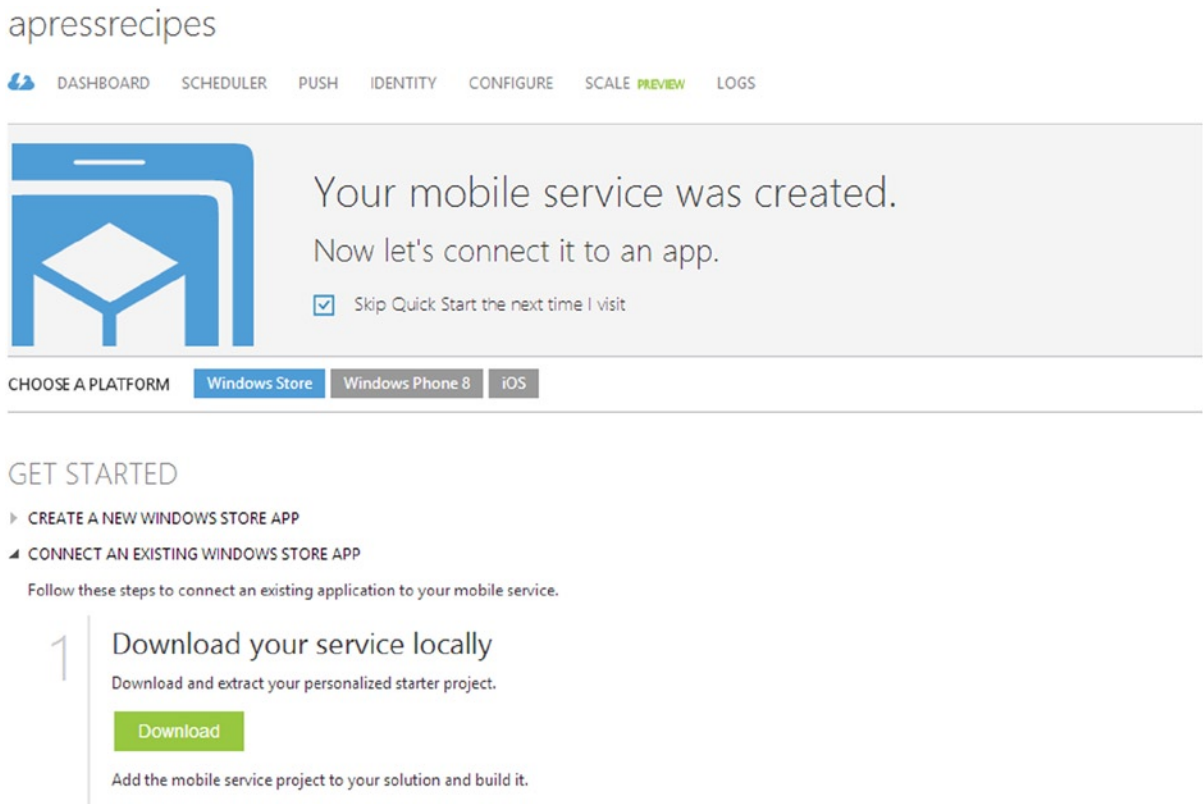 apressrecipes
DASHBOARD SCHEDULER PUSH IDENTITY CONFIGURE SCALE PREVIEW LOGS
Your mobile service was created.
Now let's connect it to an app.
Skip Quick Start the next time I visit
CHOOSE A PLATFORM Windows Store Windows Phone 8 iOS
GET STARTED
CREATE A NEW WINDOWS STORE APP
CONNECT AN EXISTING WINDOWS STORE APP
Follow these steps to connect an existing application to your mobile service.
1 Download your service locally
Download and extract your personalized starter project.
Download
Add the mobile service project to your solution and build it.